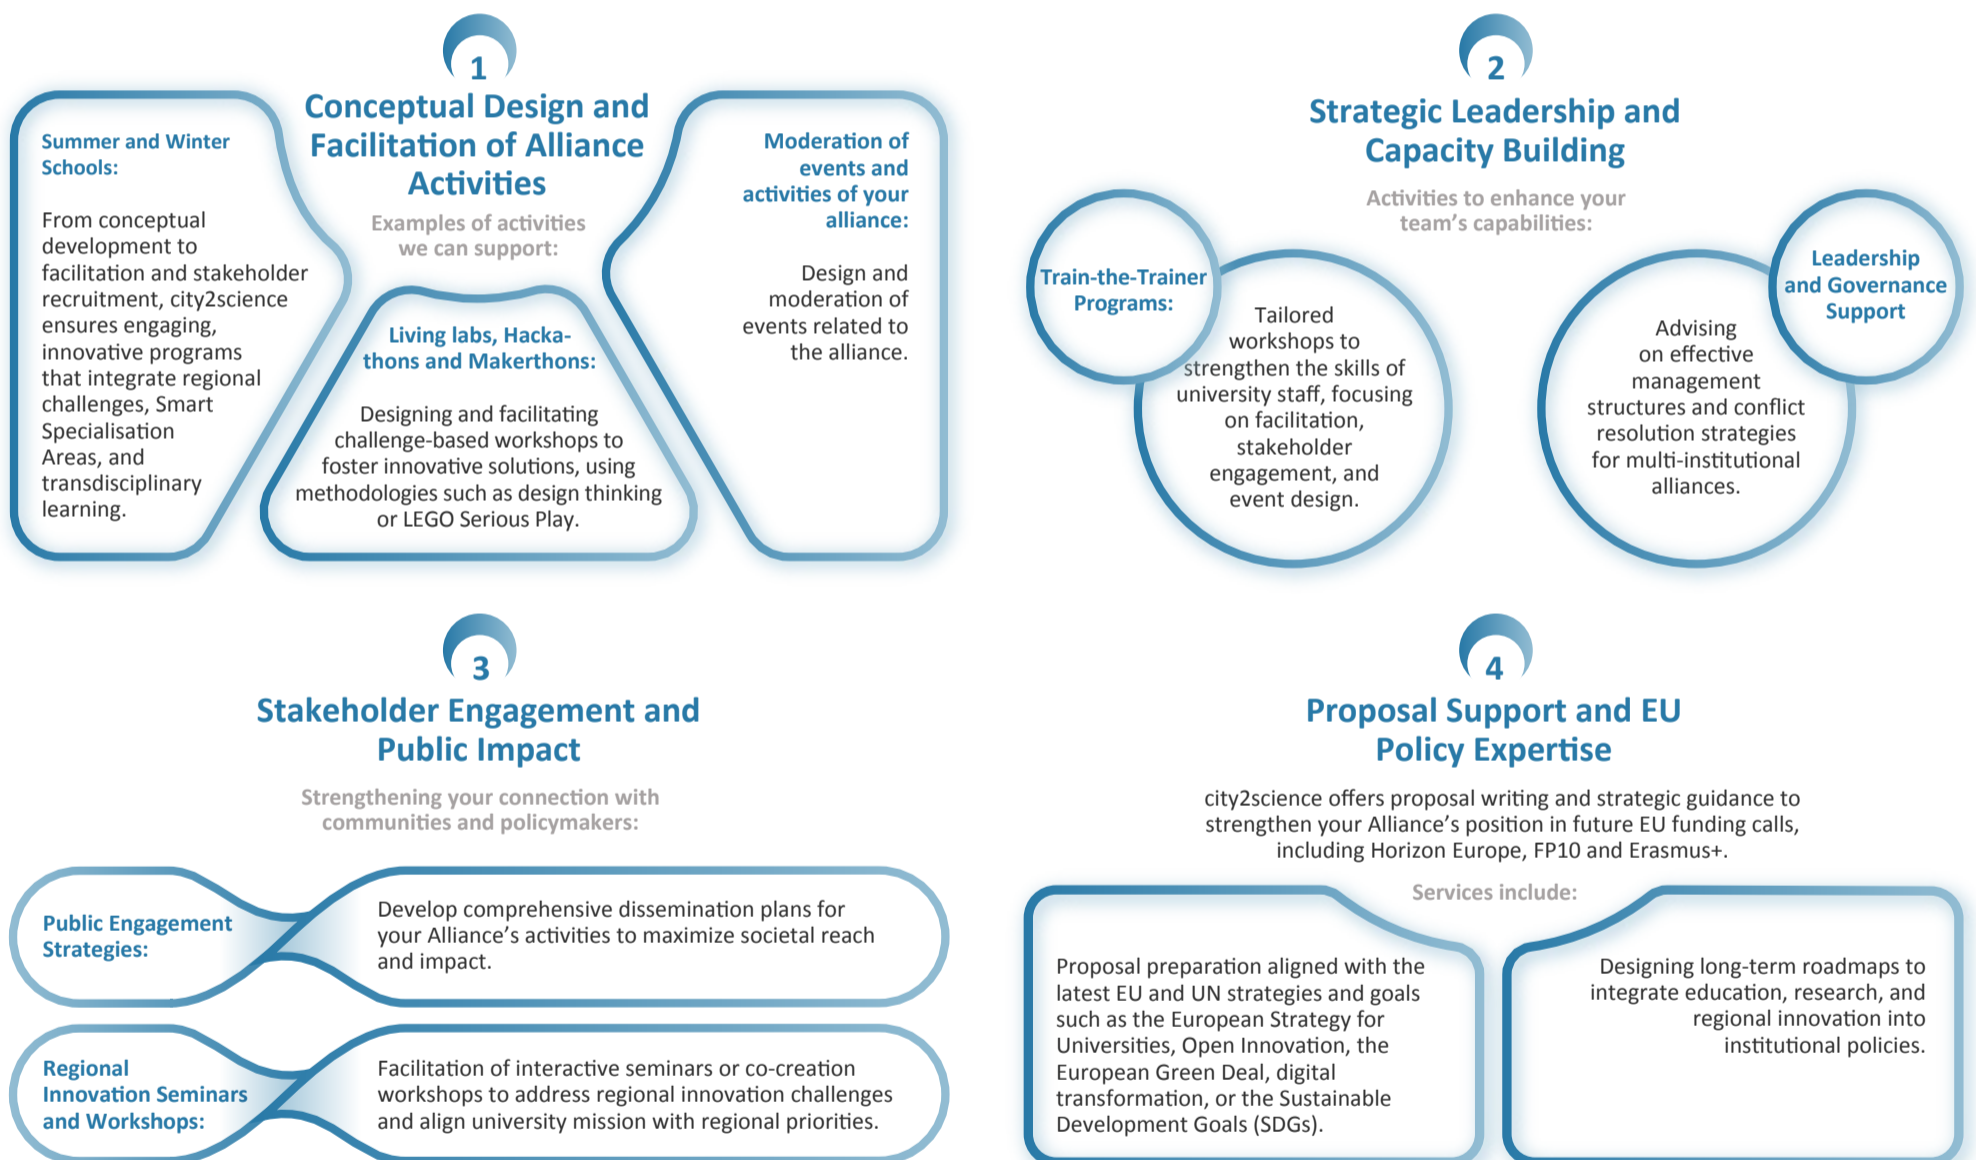 1
Conceptual Design and
Facilitation of Alliance
Activities
Examples of activities
we can support:
Summer and Winter
Schools:
From conceptual
development to
facilitation and stakeholder
recruitment, city2science
ensures engaging,
innovative programs
that integrate regional
challenges, Smart
Specialisation
Areas, and
transdisciplinary
learning.
Living labs, Hacka-
thons and Makerthons:
Designing and facilitating
challenge-based workshops to
foster innovative solutions, using
methodologies such as design thinking
or LEGO Serious Play.
Moderation of
events and
activities of your
alliance:
Design and
moderation of
events related to
the alliance.
2
Strategic Leadership and
Capacity Building
Activities to enhance your
team's capabilities:
Train-the-Trainer
Programs:
Tailored
workshops to
strengthen the skills of
university staff, focusing
on facilitation,
stakeholder
engagement, and
event design.
Leadership
and Governance
Support
Advising
on effective
management
structures and conflict
resolution strategies
for multi-institutional
alliances.
3
Stakeholder Engagement and
Public Impact
Strengthening your connection with
communities and policymakers:
Public Engagement
Strategies:
Develop comprehensive dissemination plans for
your Alliance's activities to maximize societal reach
and impact.
Regional
Innovation Seminars
and Workshops:
Facilitation of interactive seminars or co-creation
workshops to address regional innovation challenges
and align university mission with regional priorities.
4
Proposal Support and EU
Policy Expertise
city2science offers proposal writing and strategic guidance to
strengthen your Alliance's position in future EU funding calls,
including Horizon Europe, FP10 and Erasmus+.
Services include:
Proposal preparation aligned with the
latest EU and UN strategies and goals
such as the European Strategy for
Universities, Open Innovation, the
European Green Deal, digital
transformation, or the Sustainable
Development Goals (SDGs).
Designing long-term roadmaps to
integrate education, research, and
regional innovation into
institutional policies.